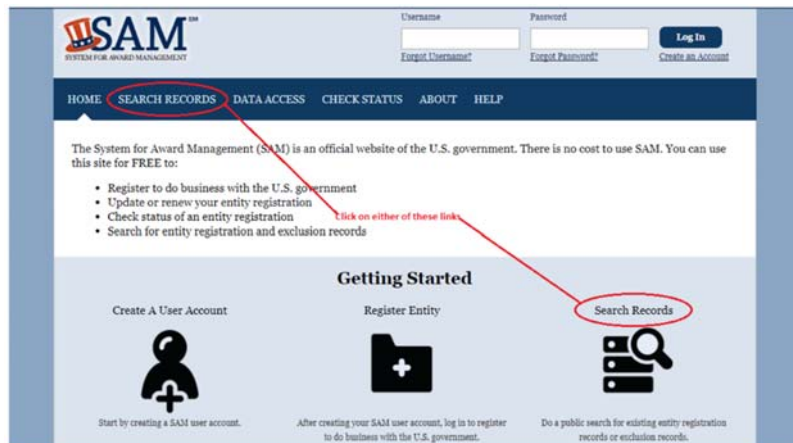 Username Password
SAM SM
SYSTEM FOR AWARD MANAGEMENT
Log In
Forgot Username? Forgot Password? Create an Account
HOME SEARCH RECORDS DATA ACCESS CHECK STATUS ABOUT HELP
The System for Award Management (SAM) is an official website of the U.S. government. There is no cost to use SAM. You can use
this site for FREE to:
• Register to do business with the U.S. government
• Update or renew your entity registration
• Check status of an entity registration
Click on either of these links
• Search for entity registration and exclusion records
Getting Started
Create A User Account
Register Entity
Search Records
Start by creating a SAM user account.
After creating your SAM user account, log in to register
to do business with the U.S. government.
Do a public search for existing entity registration
records or exclusion records.